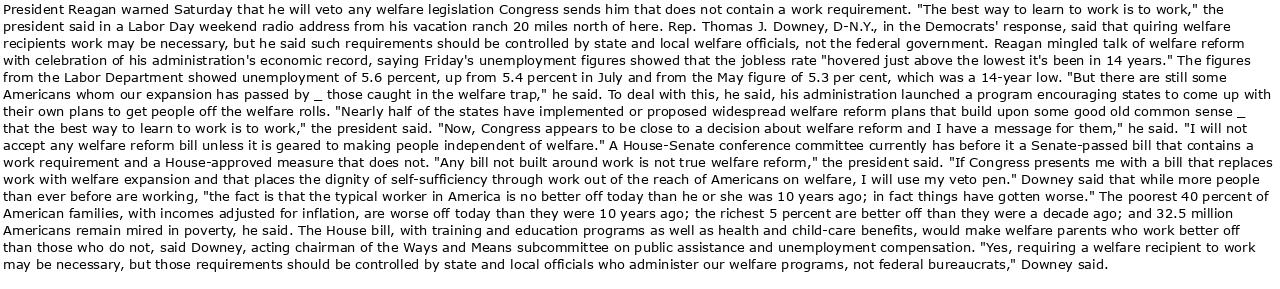 President Reagan warned Saturday that he will veto any welfare legislation Congress sends him that does not contain a work requirement. "The best way to learn to work is to work," the
president said in a Labor Day weekend radio address from his vacation ranch 20 miles north of here. Rep. Thomas J. Downey, D-N.Y., in the Democrats' response, said that quiring welfare
recipients work may be necessary, but he said such requirements should be controlled by state and local welfare officials, not the federal government. Reagan mingled talk of welfare reform
with celebration of his administration's economic record, saying Friday's unemployment figures showed that the jobless rate "hovered just above the lowest it's been in 14 years." The figures
from the Labor Department showed unemployment of 5.6 percent, up from 5.4 percent in July and from the May figure of 5.3 per cent, which was a 14-year low. "But there are still some
Americans whom our expansion has passed by _ those caught in the welfare trap," he said. To deal with this, he said, his administration launched a program encouraging states to come up with
their own plans to get people off the welfare rolls. "Nearly half of the states have implemented or proposed widespread welfare reform plans that build upon some good old common sense _
that the best way to learn to work is to work," the president said. "Now, Congress appears to be close to a decision about welfare reform and I have a message for them," he said. "I will not
accept any welfare reform bill unless it is geared to making people independent of welfare." A House-Senate conference committee currently has before it a Senate-passed bill that contains a
work requirement and a House-approved measure that does not. "Any bill not built around work is not true welfare reform," the president said. "If Congress presents me with a bill that replaces
work with welfare expansion and that places the dignity of self-sufficiency through work out of the reach of Americans on welfare, I will use my veto pen." Downey said that while more people
than ever before are working, "the fact is that the typical worker in America is no better off today than he or she was 10 years ago; in fact things have gotten worse." The poorest 40 percent of
American families, with incomes adjusted for inflation, are worse off today than they were 10 years ago; the richest 5 percent are better off than they were a decade ago; and 32.5 million
Americans remain mired in poverty, he said. The House bill, with training and education programs as well as health and child-care benefits, would make welfare parents who work better off
than those who do not, said Downey, acting chairman of the Ways and Means subcommittee on public assistance and unemployment compensation. "Yes, requiring a welfare recipient to work
may be necessary, but those requirements should be controlled by state and local officials who administer our welfare programs, not federal bureaucrats," Downey said.